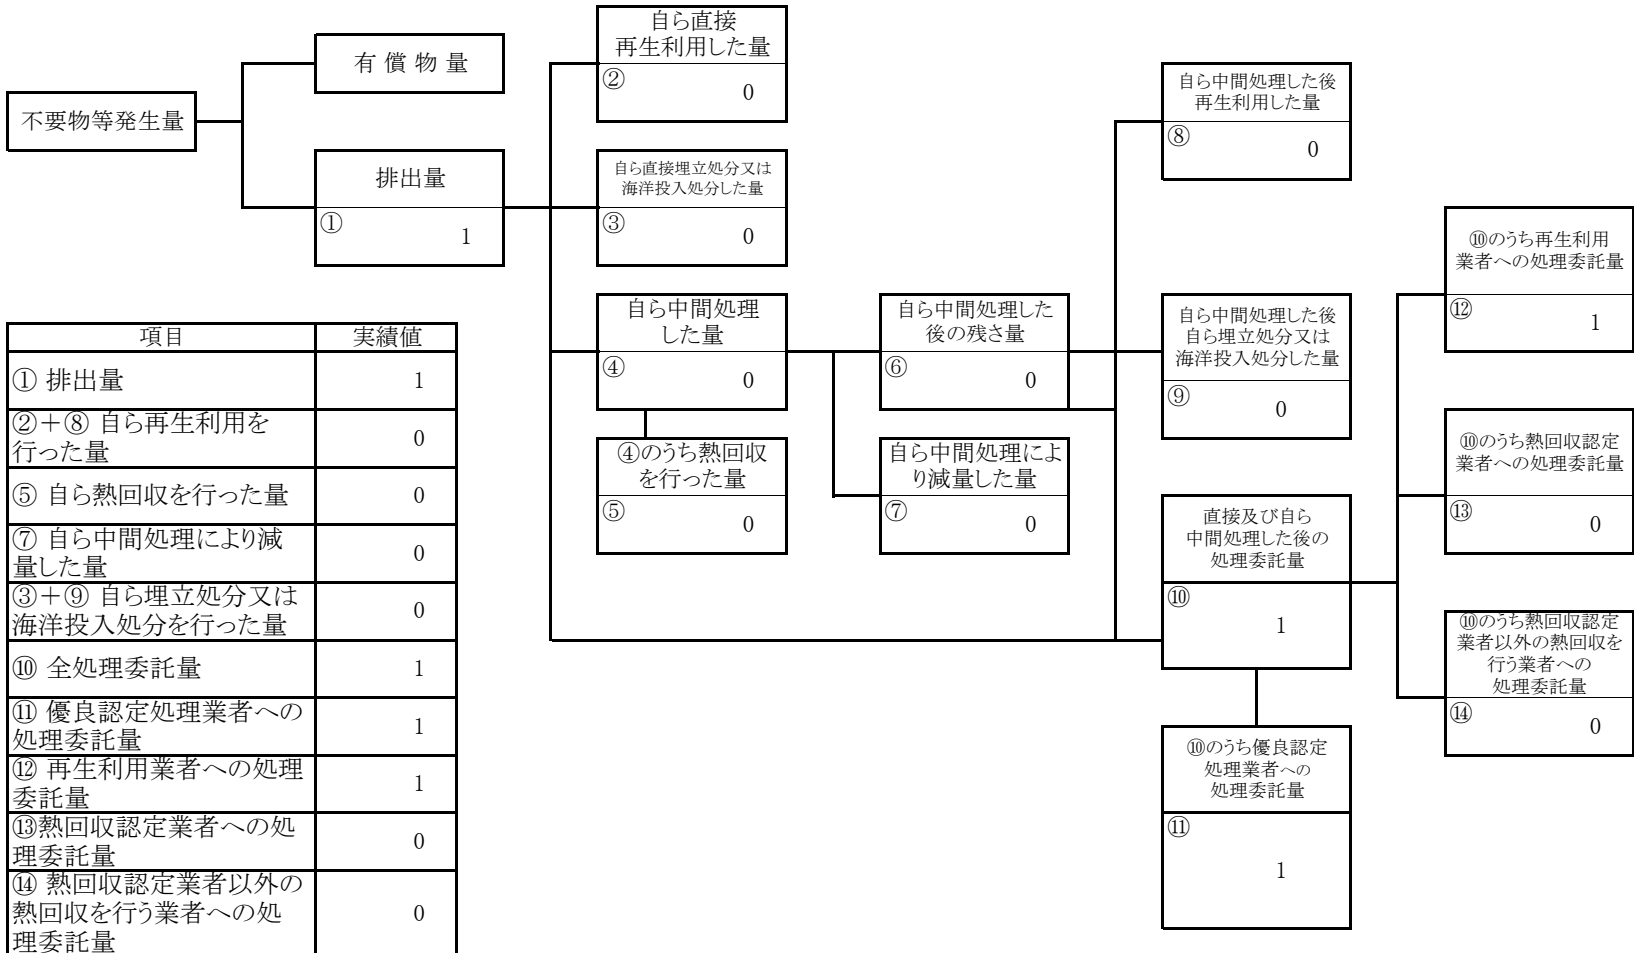 不要物等発生量
有 償 物 量
排出量
①
1
自ら直接
再生利用した量
②
0
自ら直接埋立処分又は
海洋投入処分した量
③
0
自ら中間処理
した量
④
0
④のうち熱回収
を行った量
⑤
0
自ら中間処理した
後の残さ量
⑥
0
自ら中間処理によ
り減量した量
⑦
0
自ら中間処理した後
再生利用した量
⑧
0
自ら中間処理した後
自ら埋立処分又は
海洋投入処分した量
⑨
0
直接及び自ら
中間処理した後の
処理委託量
⑩
1
⑩のうち優良認定
処理業者への
処理委託量
⑪
1
⑩のうち再生利用
業者への処理委託量
⑫
1
⑩のうち熱回収認定
業者への処理委託量
⑬
0
⑩のうち熱回収認定
業者以外の熱回収を
行う業者への
処理委託量
⑭
0
項目 実績値
① 排出量 1
②＋⑧ 自ら再生利用を
行った量 0
⑤ 自ら熱回収を行った量 0
⑦ 自ら中間処理により減
量した量 0
③＋⑨ 自ら埋立処分又は
海洋投入処分を行った量 0
⑩ 全処理委託量 1
⑪ 優良認定処理業者への
処理委託量 1
⑫ 再生利用業者への処理
委託量 1
⑬熱回収認定業者への処
理委託量 0
⑭ 熱回収認定業者以外の
熱回収を行う業者への処
理委託量 0